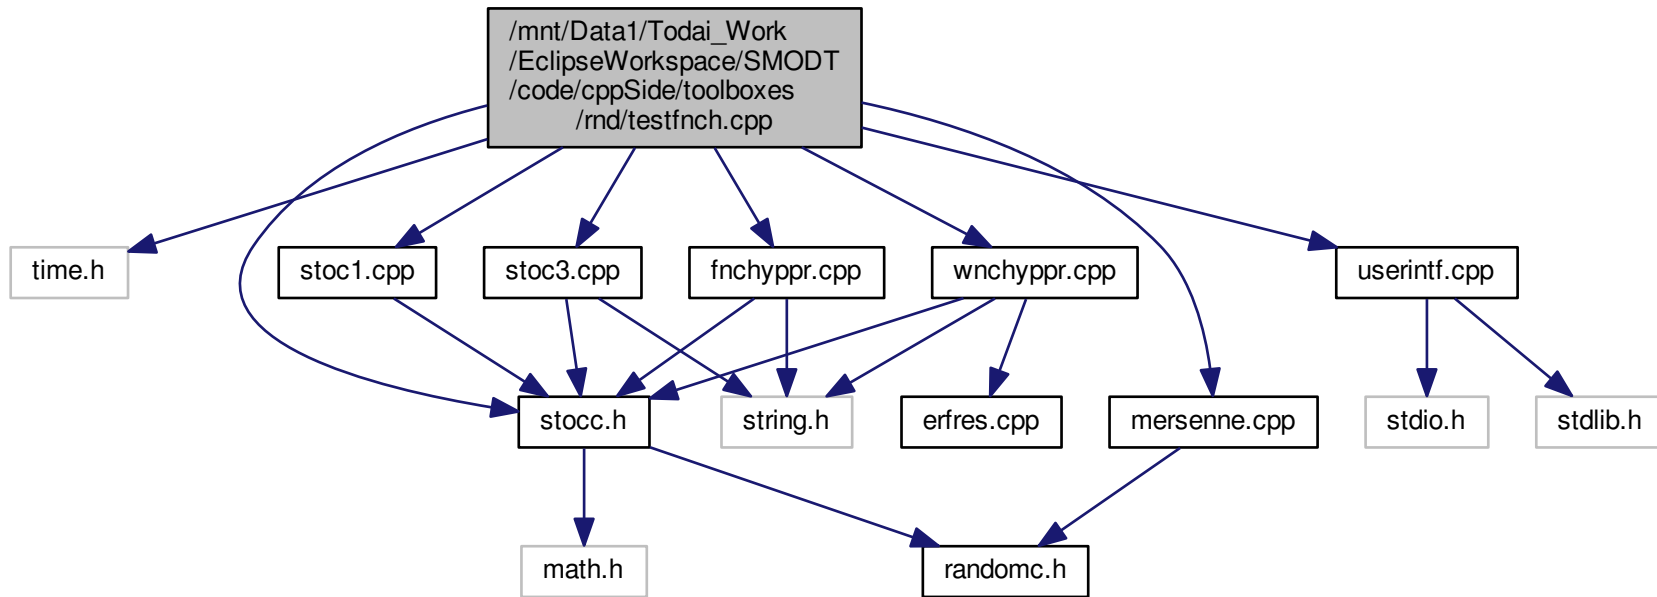 /mnt/Data1/Todai_Work
/EclipseWorkspace/SMODT
/code/cppSide/toolboxes
/rnd/testfnch.cpp
time.h
stoc1.cpp
stoc3.cpp
fnchyppr.cpp
wnchyppr.cpp
userintf.cpp
stocc.h
string.h
erfres.cpp
mersenne.cpp
stdio.h
stdlib.h
math.h
randomc.h